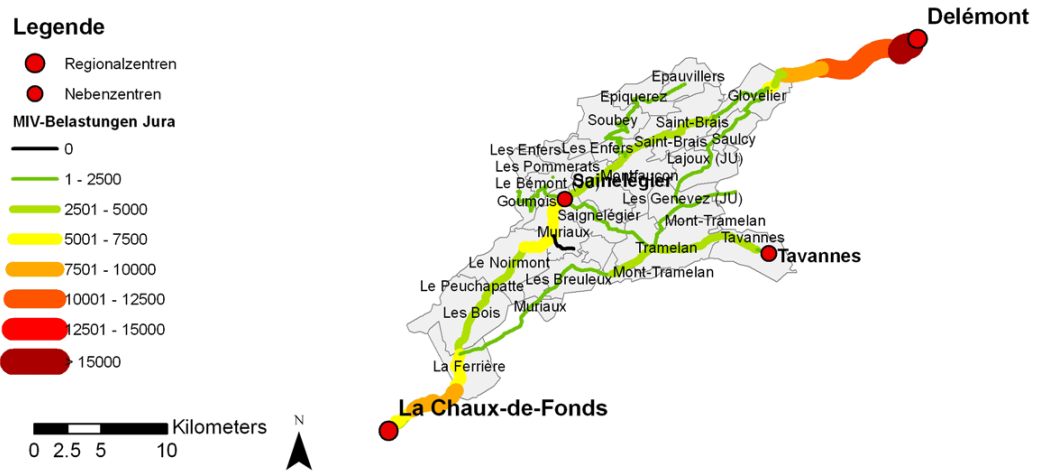 Legende
Regionalzentren
Nebenzentren
MIV-Belastungen Jura
0
1 - 2500
2501 - 5000
5001 - 7500
7501 - 10000
10001 - 12500
12501 - 15000
> 15000
Kilometers
0 2.5 5 10
N
Delémont
Epauvillers
Epiquerez
Glovelier
Soubey
Saint-Brais
Saint-Brais
Saulcy
Les Enfers
Les Enfers
Lajoux (JU)
Les Pommerats
Montfaucon
Le Bémont
Saignelégier
Goumois
Les Genevez (JU)
Saignelégier
Mont-Tramelan
Muriaux
Tavannes
Tramelan
Tavannes
Le Noirmont
Mont-Tramelan
Les Breuleux
Le Peuchapatte
Muriaux
Les Bois
La Ferrière
La Chaux-de-Fonds